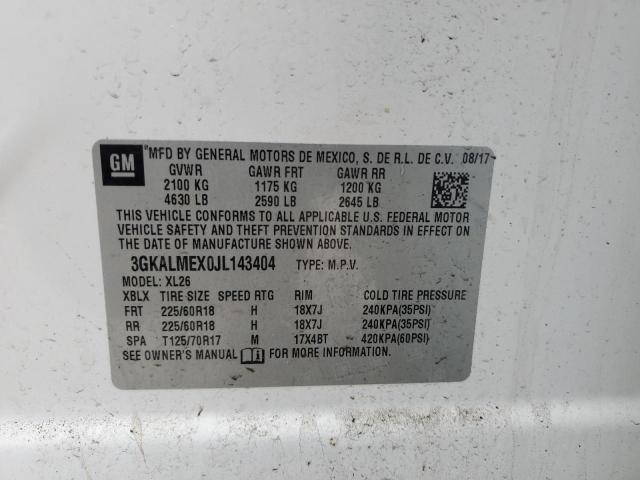 GM MFD BY GENERAL MOTORS DE MEXICO, S. DE R.L. DE C.V. 08/17
GVWR GAWR FRT GAWR RR
2100 KG 1175 KG 1200 KG
4630 LB 2590 LB 2645 LB
THIS VEHICLE CONFORMS TO ALL APPLICABLE U.S. FEDERAL MOTOR
VEHICLE SAFETY AND THEFT PREVENTION STANDARDS IN EFFECT ON
THE DATE OF MANUFACTURE SHOWN ABOVE.
3GKALMEX0JL143404 TYPE: M.P.V.
MODEL: XL26
XBLX TIRE SIZE SPEED RTG RIM COLD TIRE PRESSURE
FRT 225/60R18 H 18X7J 240KPA(35PSI)
RR 225/60R18 H 18X7J 240KPA(35PSI)
SPA T125/70R17 M 17X4BT 420KPA(60PSI)
SEE OWNER'S MANUAL FOR MORE INFORMATION.